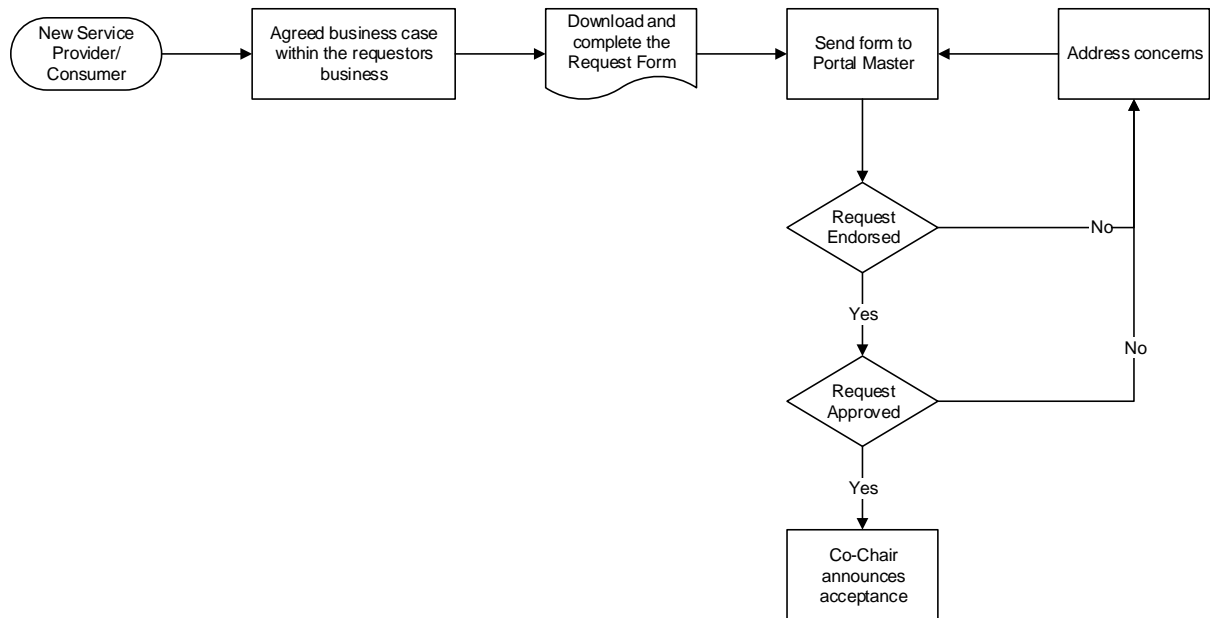 New Service
Provider/
Consumer
Agreed business case
within the requestors
business
Download and
complete the
Request Form
Send form to
Portal Master
Address concerns
Request
Endorsed
No
Yes
No
Request
Approved
Yes
Co-Chair
announces
acceptance